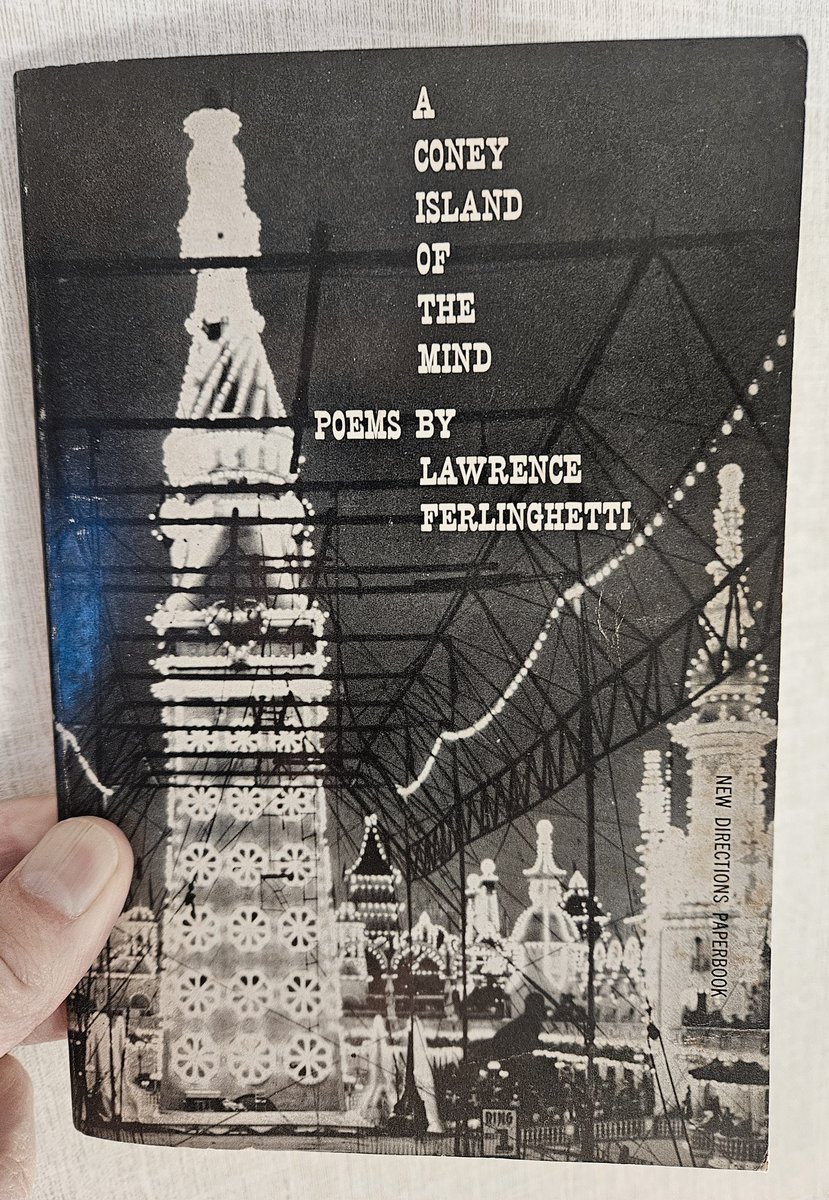 A
CONEY
ISLAND
OF
THE
MIND
POEMS BY
LAWRENCE
FERLINGHETTI
NEW DIRECTIONS PAPERBOOK
RING
1